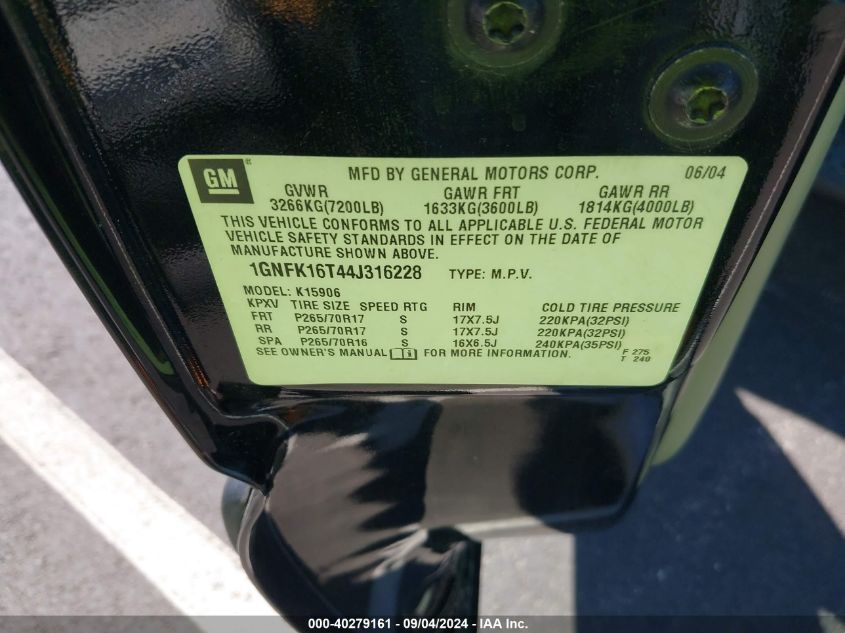 GM
MFD BY GENERAL MOTORS CORP. 06/04
GVWR GAWR FRT GAWR RR
3266KG(7200LB) 1633KG(3600LB) 1814KG(4000LB)
THIS VEHICLE CONFORMS TO ALL APPLICABLE U.S. FEDERAL MOTOR
VEHICLE SAFETY STANDARDS IN EFFECT ON THE DATE OF
MANUFACTURE SHOWN ABOVE.
1GNFK16T44J316228 TYPE: M.P.V.
MODEL: K15906
KPXV TIRE SIZE SPEED RTG RIM COLD TIRE PRESSURE
FRT P265/70R17 S 17X7.5J 220KPA(32PSI)
RR P265/70R17 S 17X7.5J 220KPA(32PSI)
SPA P265/70R16 S 16X6.5J 240KPA(35PSI)
SEE OWNER'S MANUAL FOR MORE INFORMATION. F 275
T 240
000-40279161 - 09/04/2024 - IAA Inc.